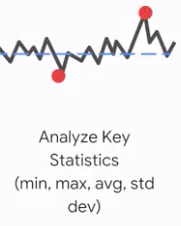 Analyze Key
Statistics
(min, max, avg, std
dev)